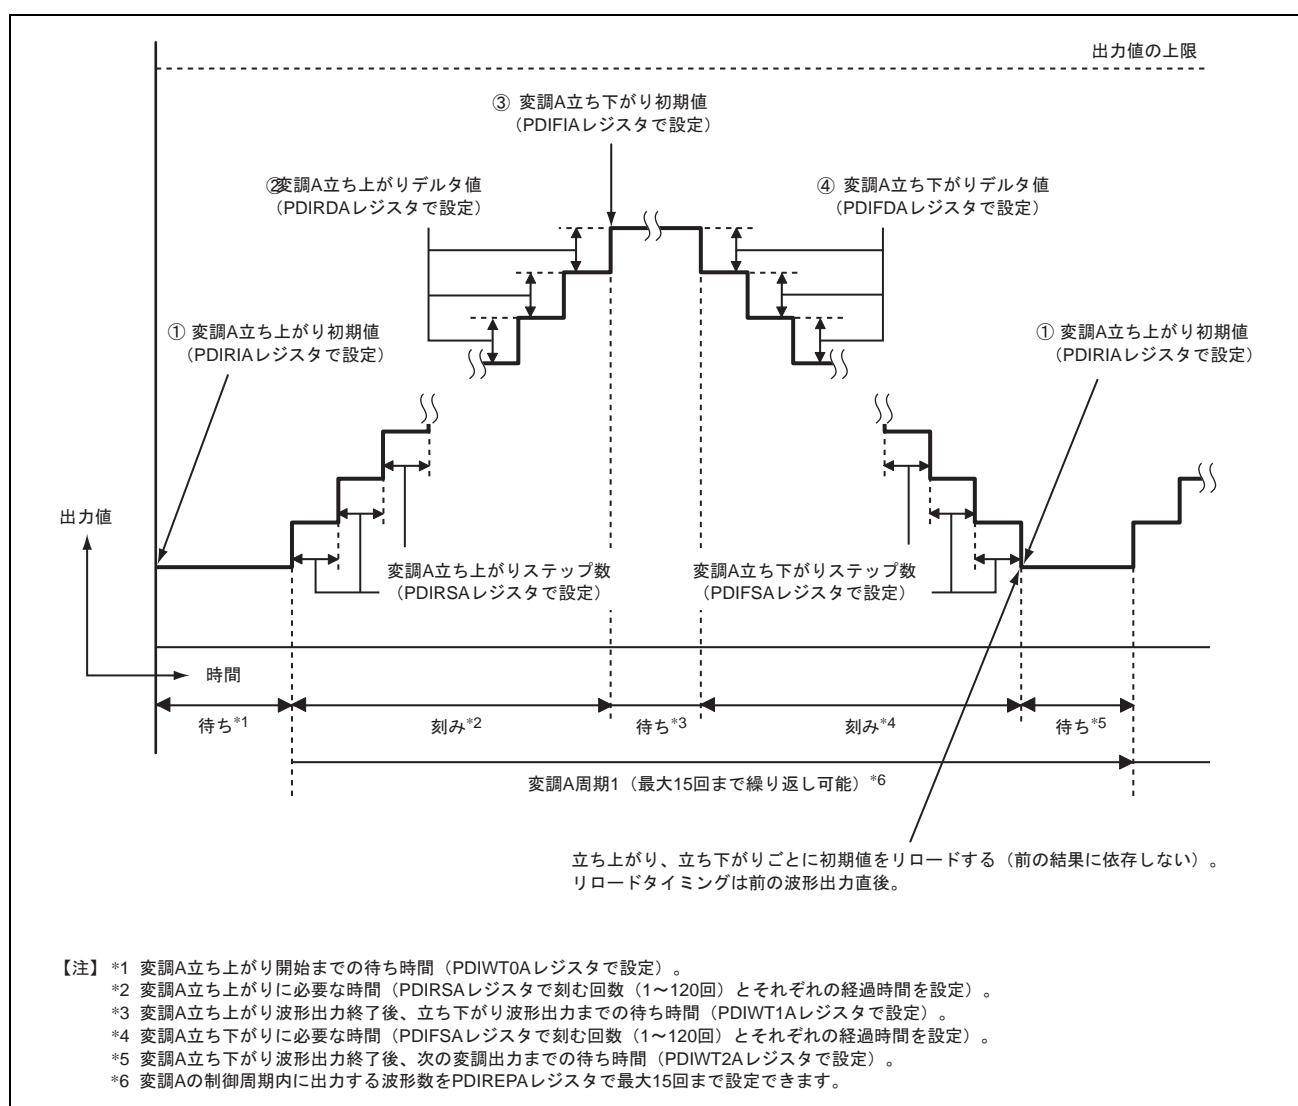 出力値の上限
③ 変調A立ち下がり初期値
（PDIFIAレジスタで設定）
②変調A立ち上がりデルタ値
（PDIRDAレジスタで設定）
④ 変調A立ち下がりデルタ値
（PDIFDAレジスタで設定）
① 変調A立ち上がり初期値
（PDIRIAレジスタで設定）
① 変調A立ち上がり初期値
（PDIRIAレジスタで設定）
出力値
変調A立ち上がりステップ数
（PDIRSAレジスタで設定）
変調A立ち下がりステップ数
（PDIFSAレジスタで設定）
時間
待ち*1
刻み*2
待ち*3
刻み*4
待ち*5
変調A周期1（最大15回まで繰り返し可能）*6
立ち上がり、立ち下がりごとに初期値をリロードする（前の結果に依存しない）。
リロードタイミングは前の波形出力直後。
【注】 *1 変調A立ち上がり開始までの待ち時間（PDIWT0Aレジスタで設定）。
*2 変調A立ち上がりに必要な時間（PDIRSAレジスタで刻む回数（1～120回）とそれぞれの経過時間を設定）。
*3 変調A立ち上がり波形出力終了後、立ち下がり波形出力までの待ち時間（PDIWT1Aレジスタで設定）。
*4 変調A立ち下がりに必要な時間（PDIFSAレジスタで刻む回数（1～120回）とそれぞれの経過時間を設定）。
*5 変調A立ち下がり波形出力終了後、次の変調出力までの待ち時間（PDIWT2Aレジスタで設定）。
*6 変調Aの制御周期内に出力する波形数をPDIREPAレジスタで最大15回まで設定できます。